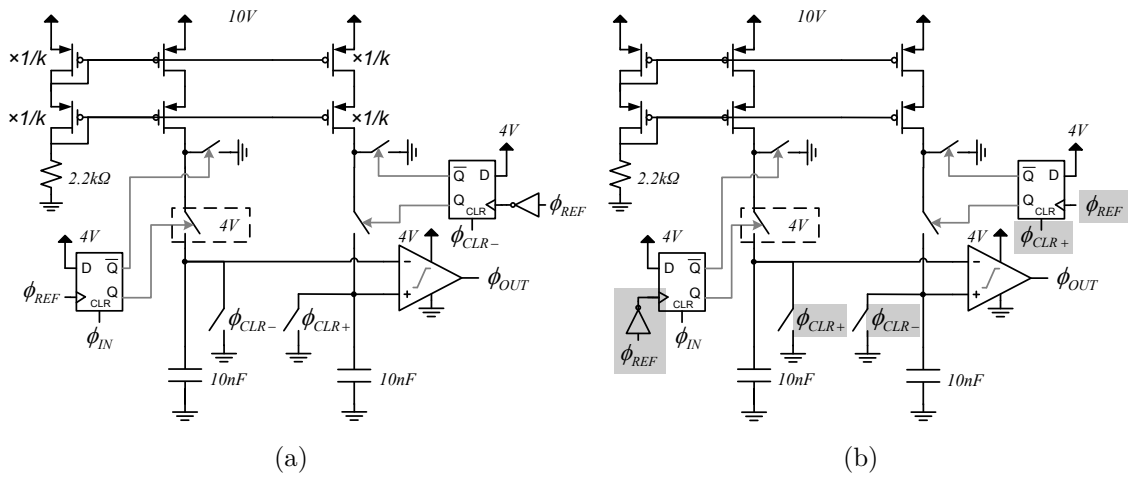 10V
×1/k
×1/k
×1/k
×1/k
2.2kΩ
4V
Q
D
Q
CLR
ϕREF
ϕCLR−
4V
4V
D
Q
Q
CLR
ϕREF
ϕIN
4V
−
+
ϕOUT
ϕCLR−
ϕCLR+
10nF
10nF
(a)
10V
2.2kΩ
4V
Q
D
Q
CLR
ϕREF
ϕCLR+
4V
4V
D
Q
Q
CLR
ϕREF
ϕIN
4V
−
+
ϕOUT
ϕCLR+
ϕCLR−
10nF
10nF
(b)